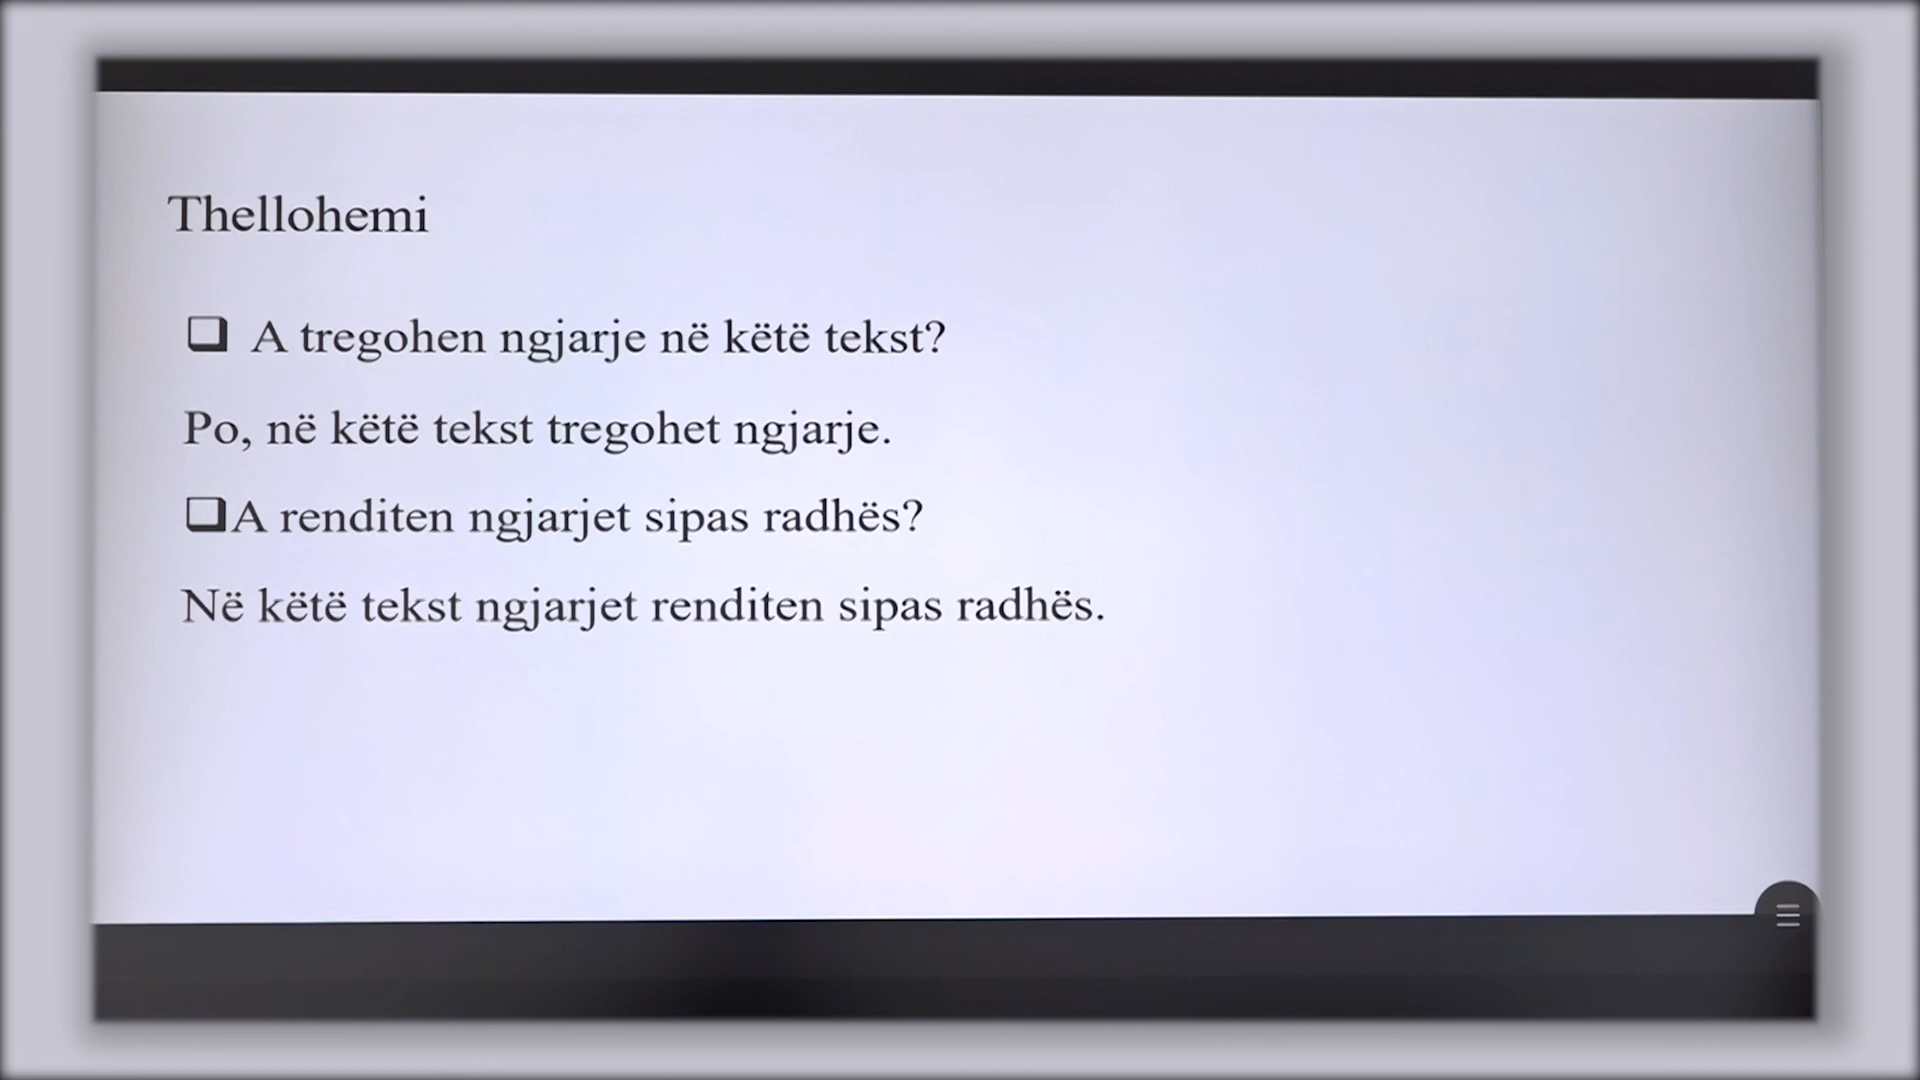 Thellohemi
❑ A tregohen ngjarje në këtë tekst?
Po, në këtë tekst tregohet ngjarje.
❑A renditen ngjarjet sipas radhës?
Në këtë tekst ngjarjet renditen sipas radhës.